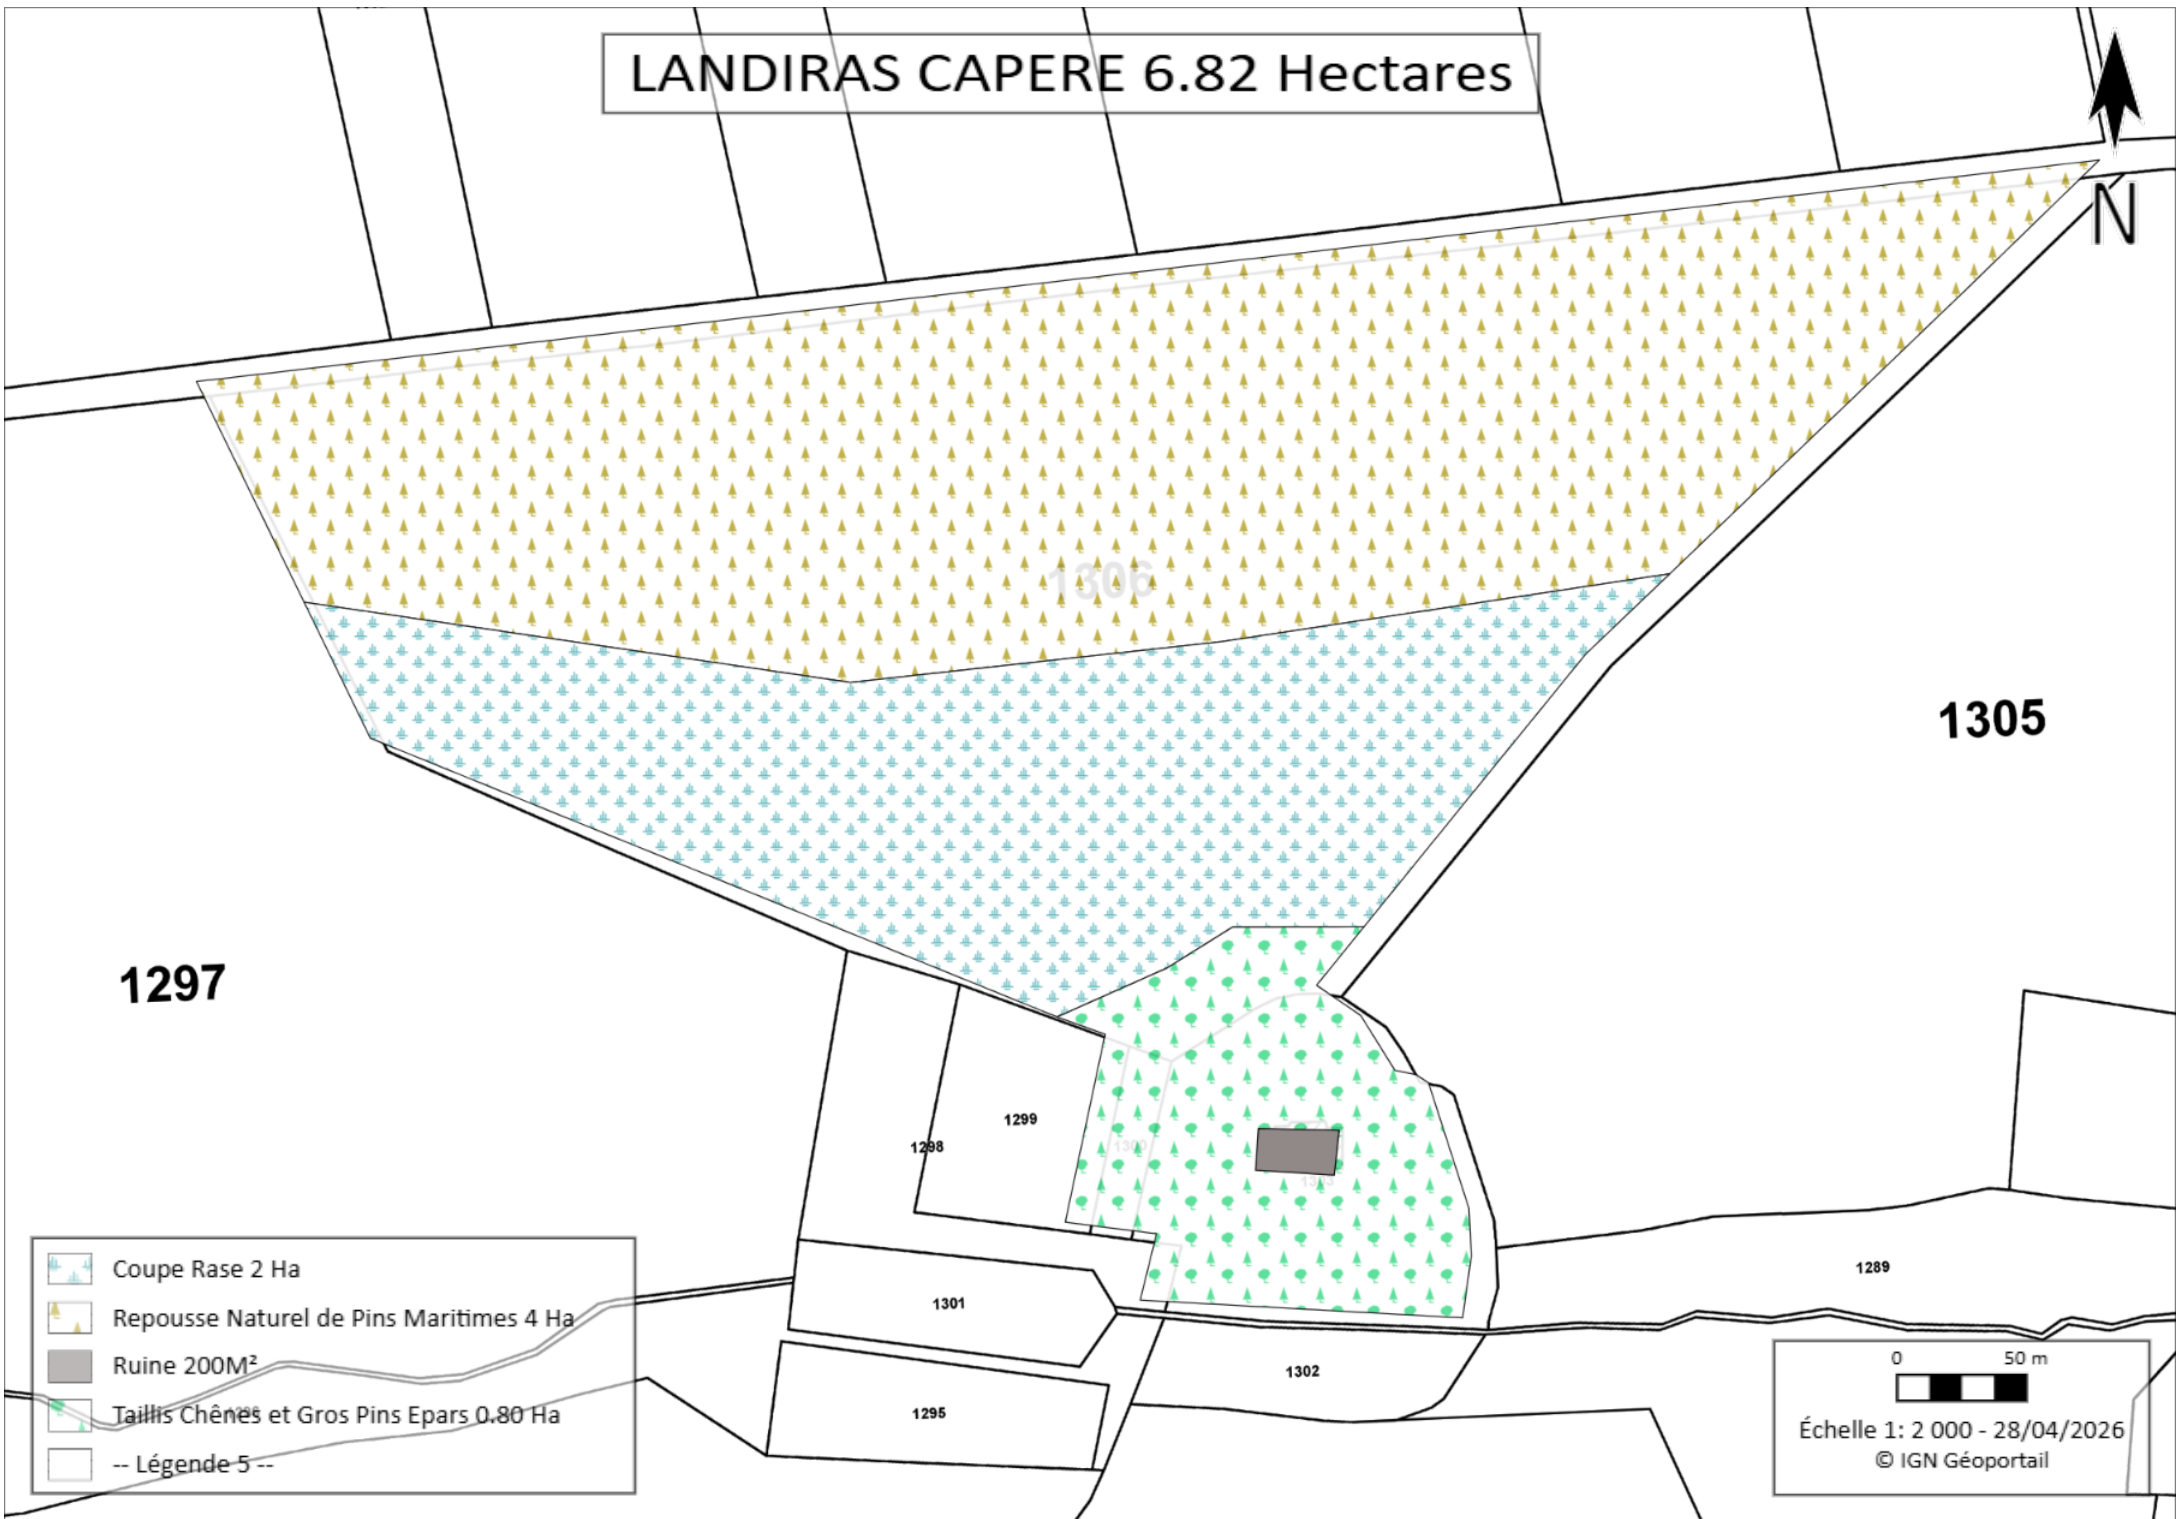 LANDIRAS CAPERE 6.82 Hectares
N
1306
1305
1297
1299
1298
1300
1303
1289
1301
1302
1295
Coupe Rase 2 Ha
Repousse Naturel de Pins Maritimes 4 Ha
Ruine 200M²
Taillis Chênes et Gros Pins Epars 0.80 Ha
-- Légende 5 --
0 50 m
Échelle 1: 2 000 - 28/04/2026
© IGN Géoportail